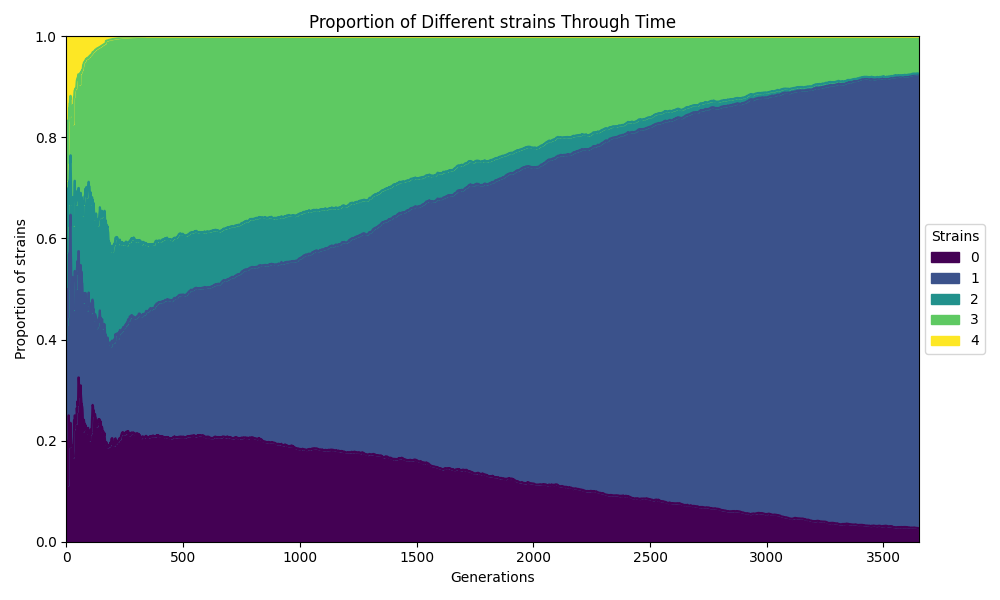 Proportion of Different strains Through Time
1.0
0.8
0.6
0.4
0.2
0.0
Proportion of strains
0 500 1000 1500 2000 2500 3000 3500
Generations
Strains
0
1
2
3
4